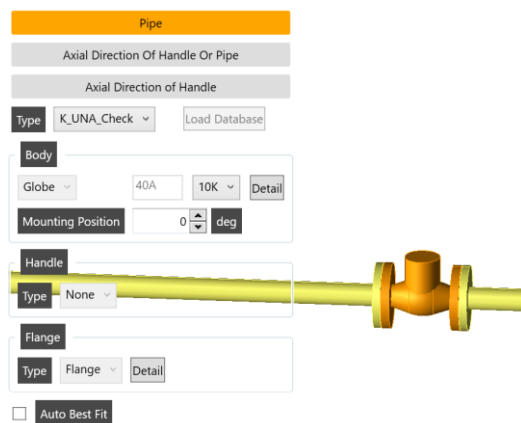 Pipe
Axial Direction Of Handle Or Pipe
Axial Direction of Handle
Type K_UNA_Check Load Database
Body
Globe 40A 10K Detail
Mounting Position 0 deg
Handle
Type None
Flange
Type Flange Detail
Auto Best Fit